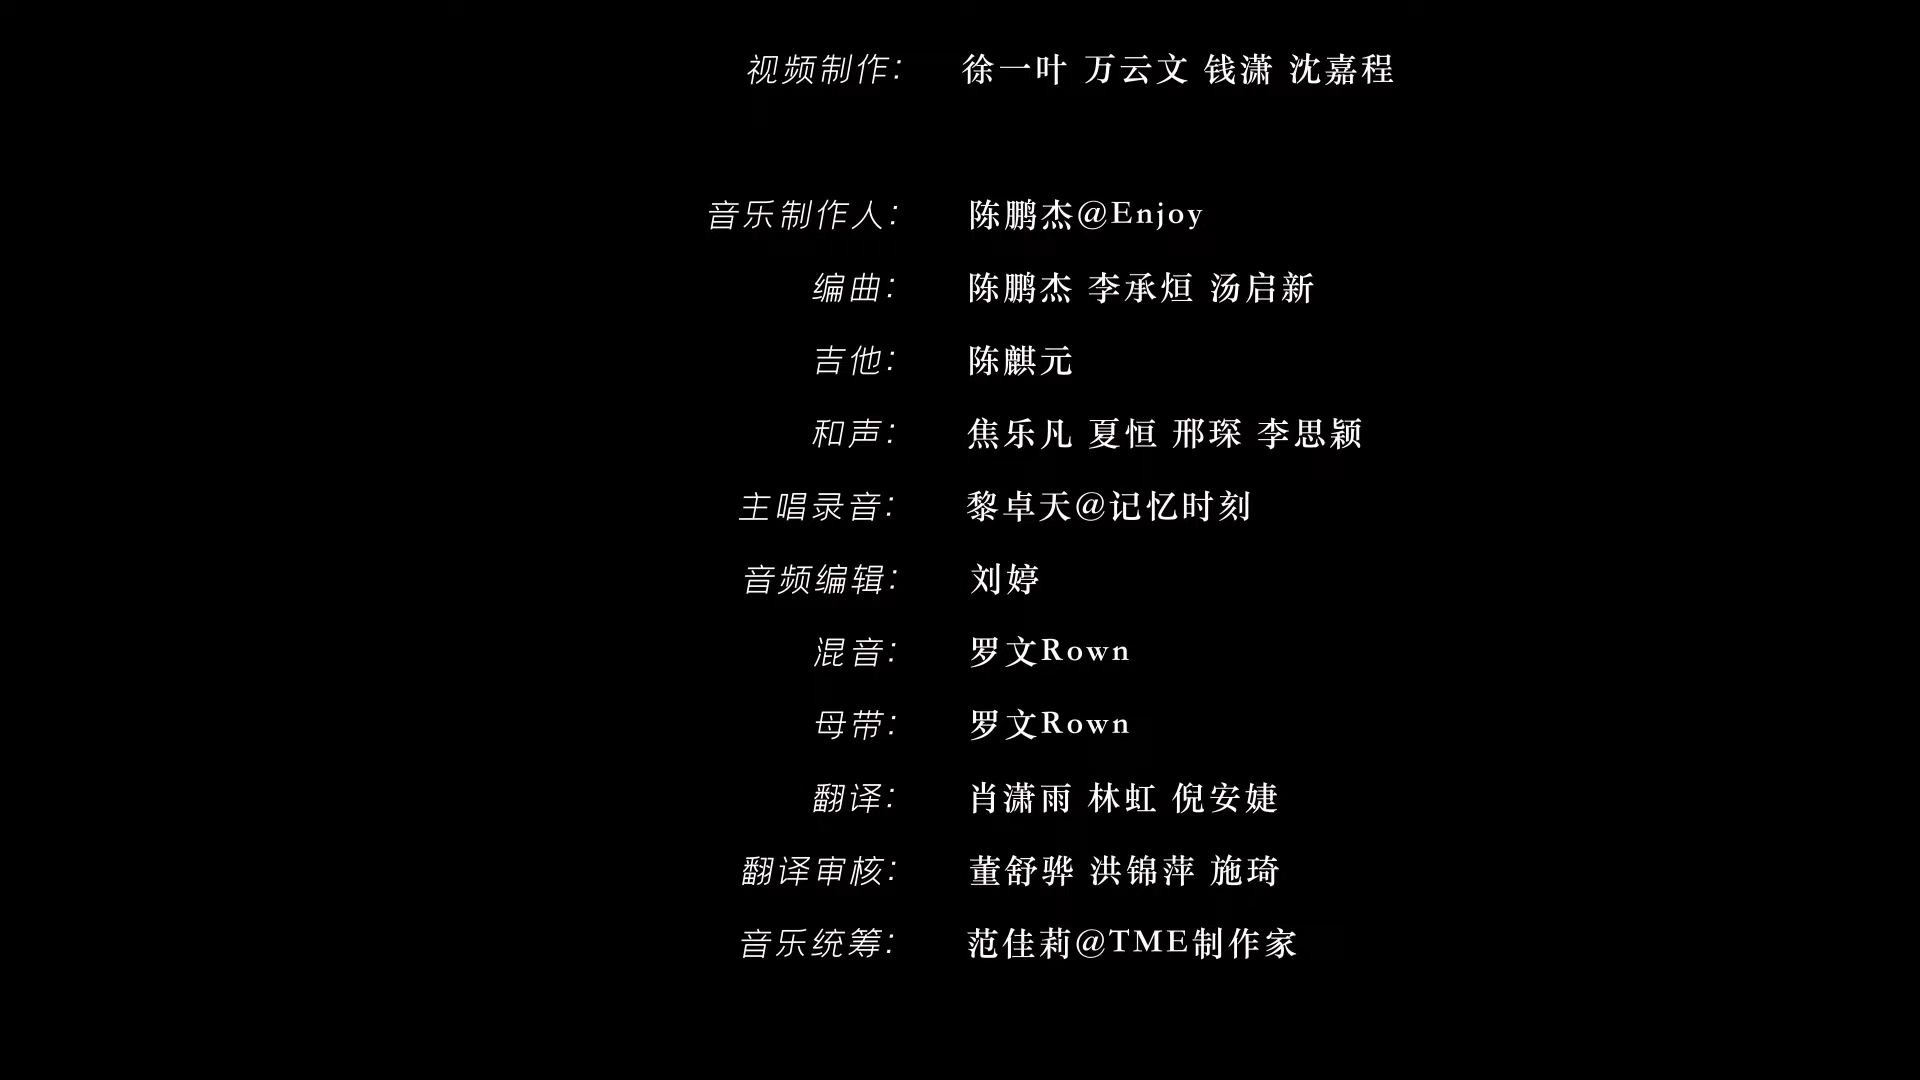 视频制作： 徐一叶 万云文 钱潇 沈嘉程
音乐制作人： 陈鹏杰@Enjoy
编曲： 陈鹏杰 李承烜 汤启新
吉他： 陈麒元
和声： 焦乐凡 夏恒 邢琛 李思颖
主唱录音： 黎卓天@记忆时刻
音频编辑： 刘婷
混音： 罗文Rown
母带： 罗文Rown
翻译： 肖潇雨 林虹 倪安婕
翻译审核： 董舒骅 洪锦萍 施琦
音乐统筹： 范佳莉@TME制作家